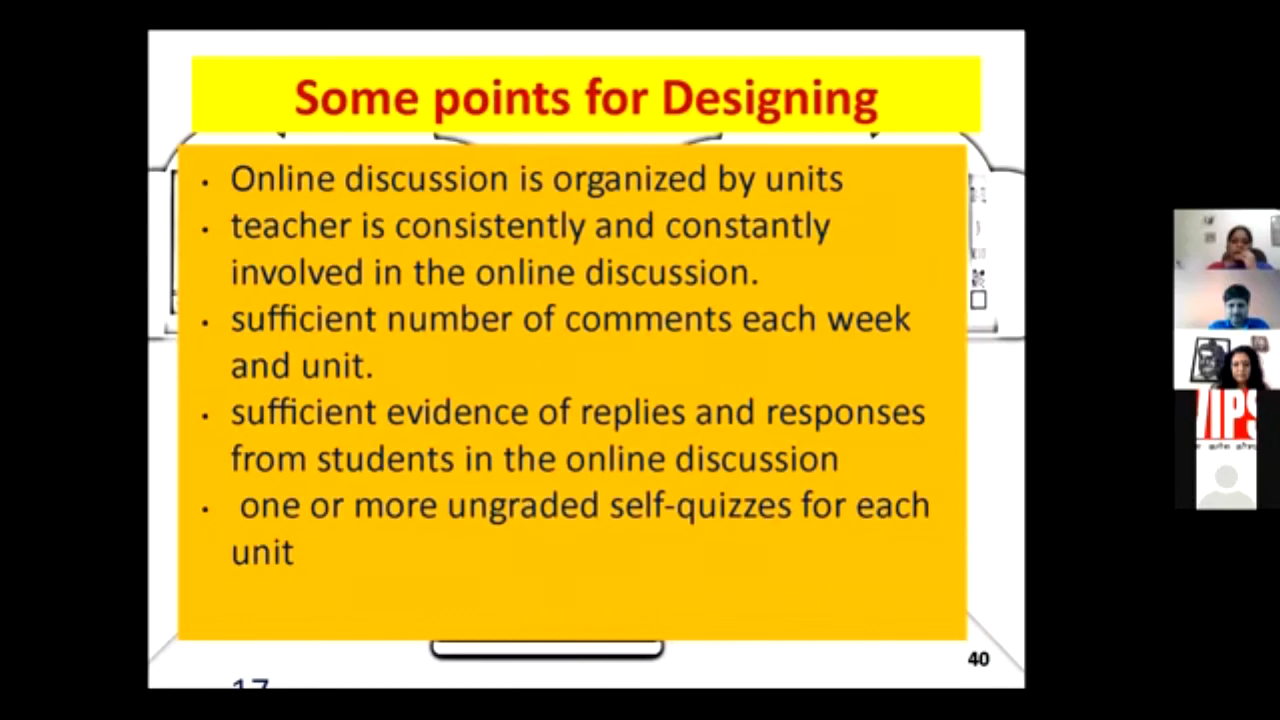 Some points for Designing
• Online discussion is organized by units
• teacher is consistently and constantly
involved in the online discussion.
• sufficient number of comments each week
and unit.
• sufficient evidence of replies and responses
from students in the online discussion
• one or more ungraded self-quizzes for each
unit
40
17
VIPS